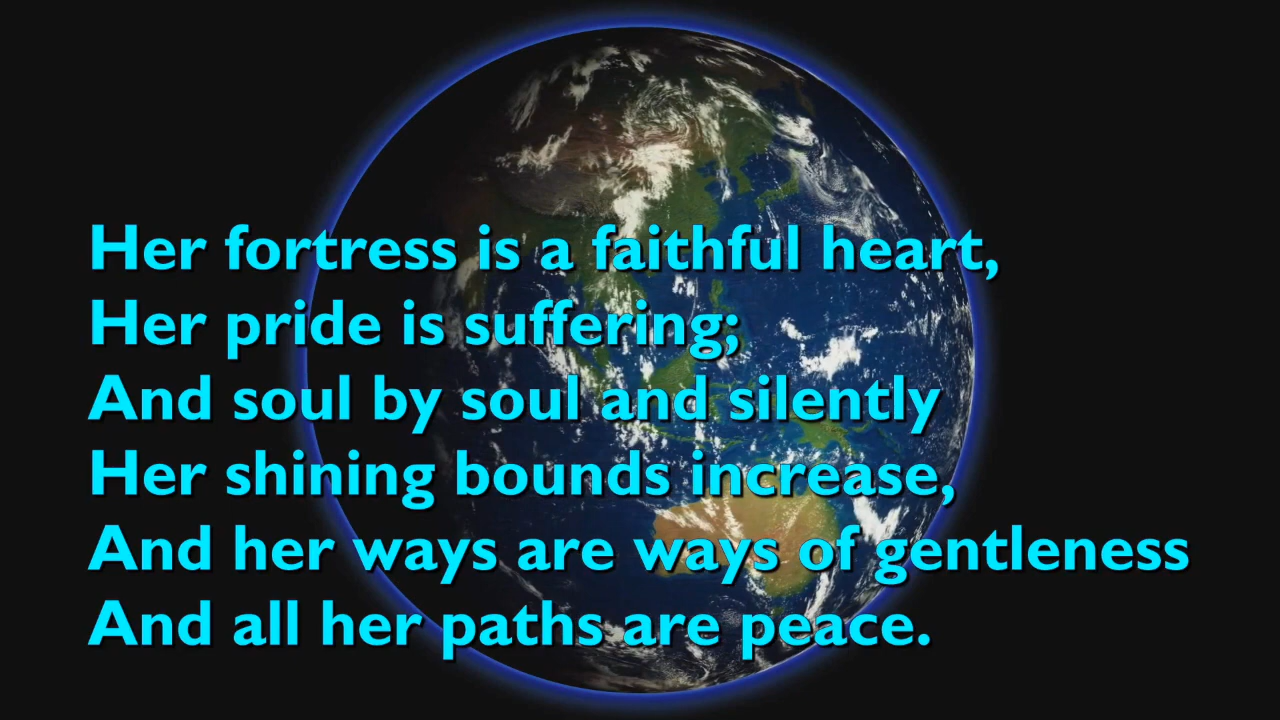 Her fortress is a faithful heart,
Her pride is suffering;
And soul by soul and silently
Her shining bounds increase,
And her ways are ways of gentleness
And all her paths are peace.